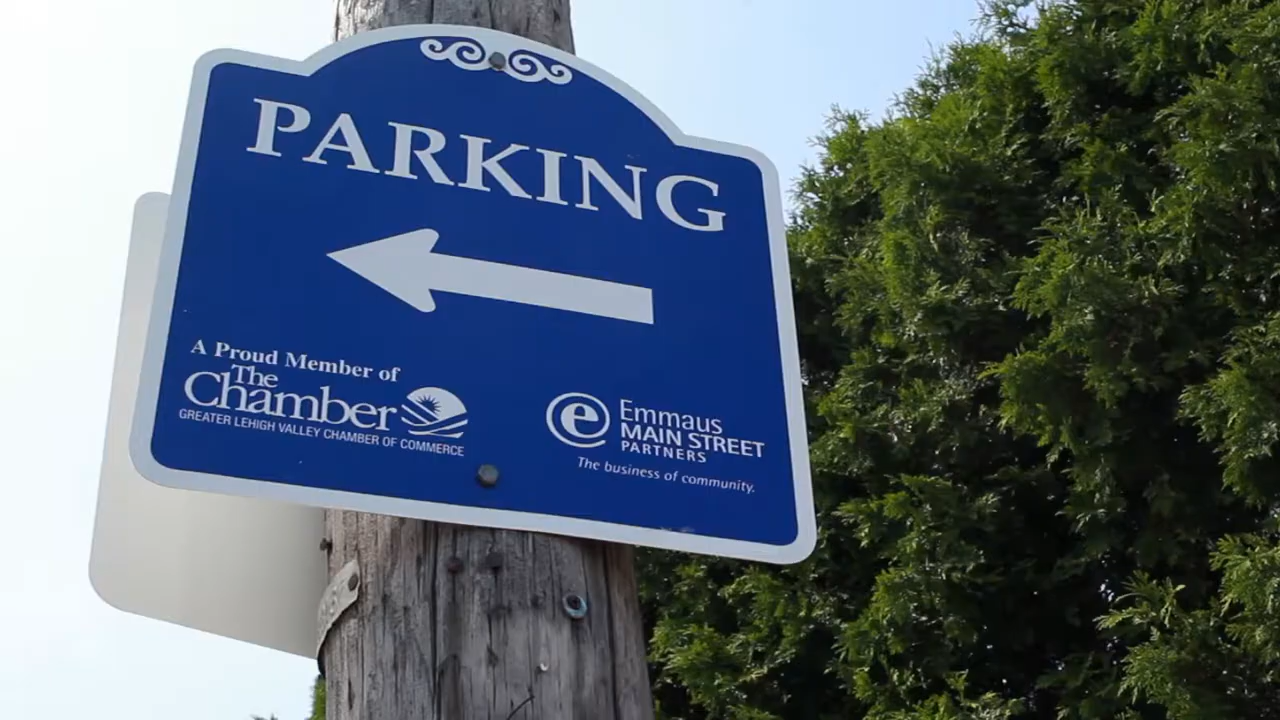 PARKING
A Proud Member of
The
Chamber
GREATER LEHIGH VALLEY CHAMBER OF COMMERCE
e
Emmaus
MAIN STREET
PARTNERS
The business of community.